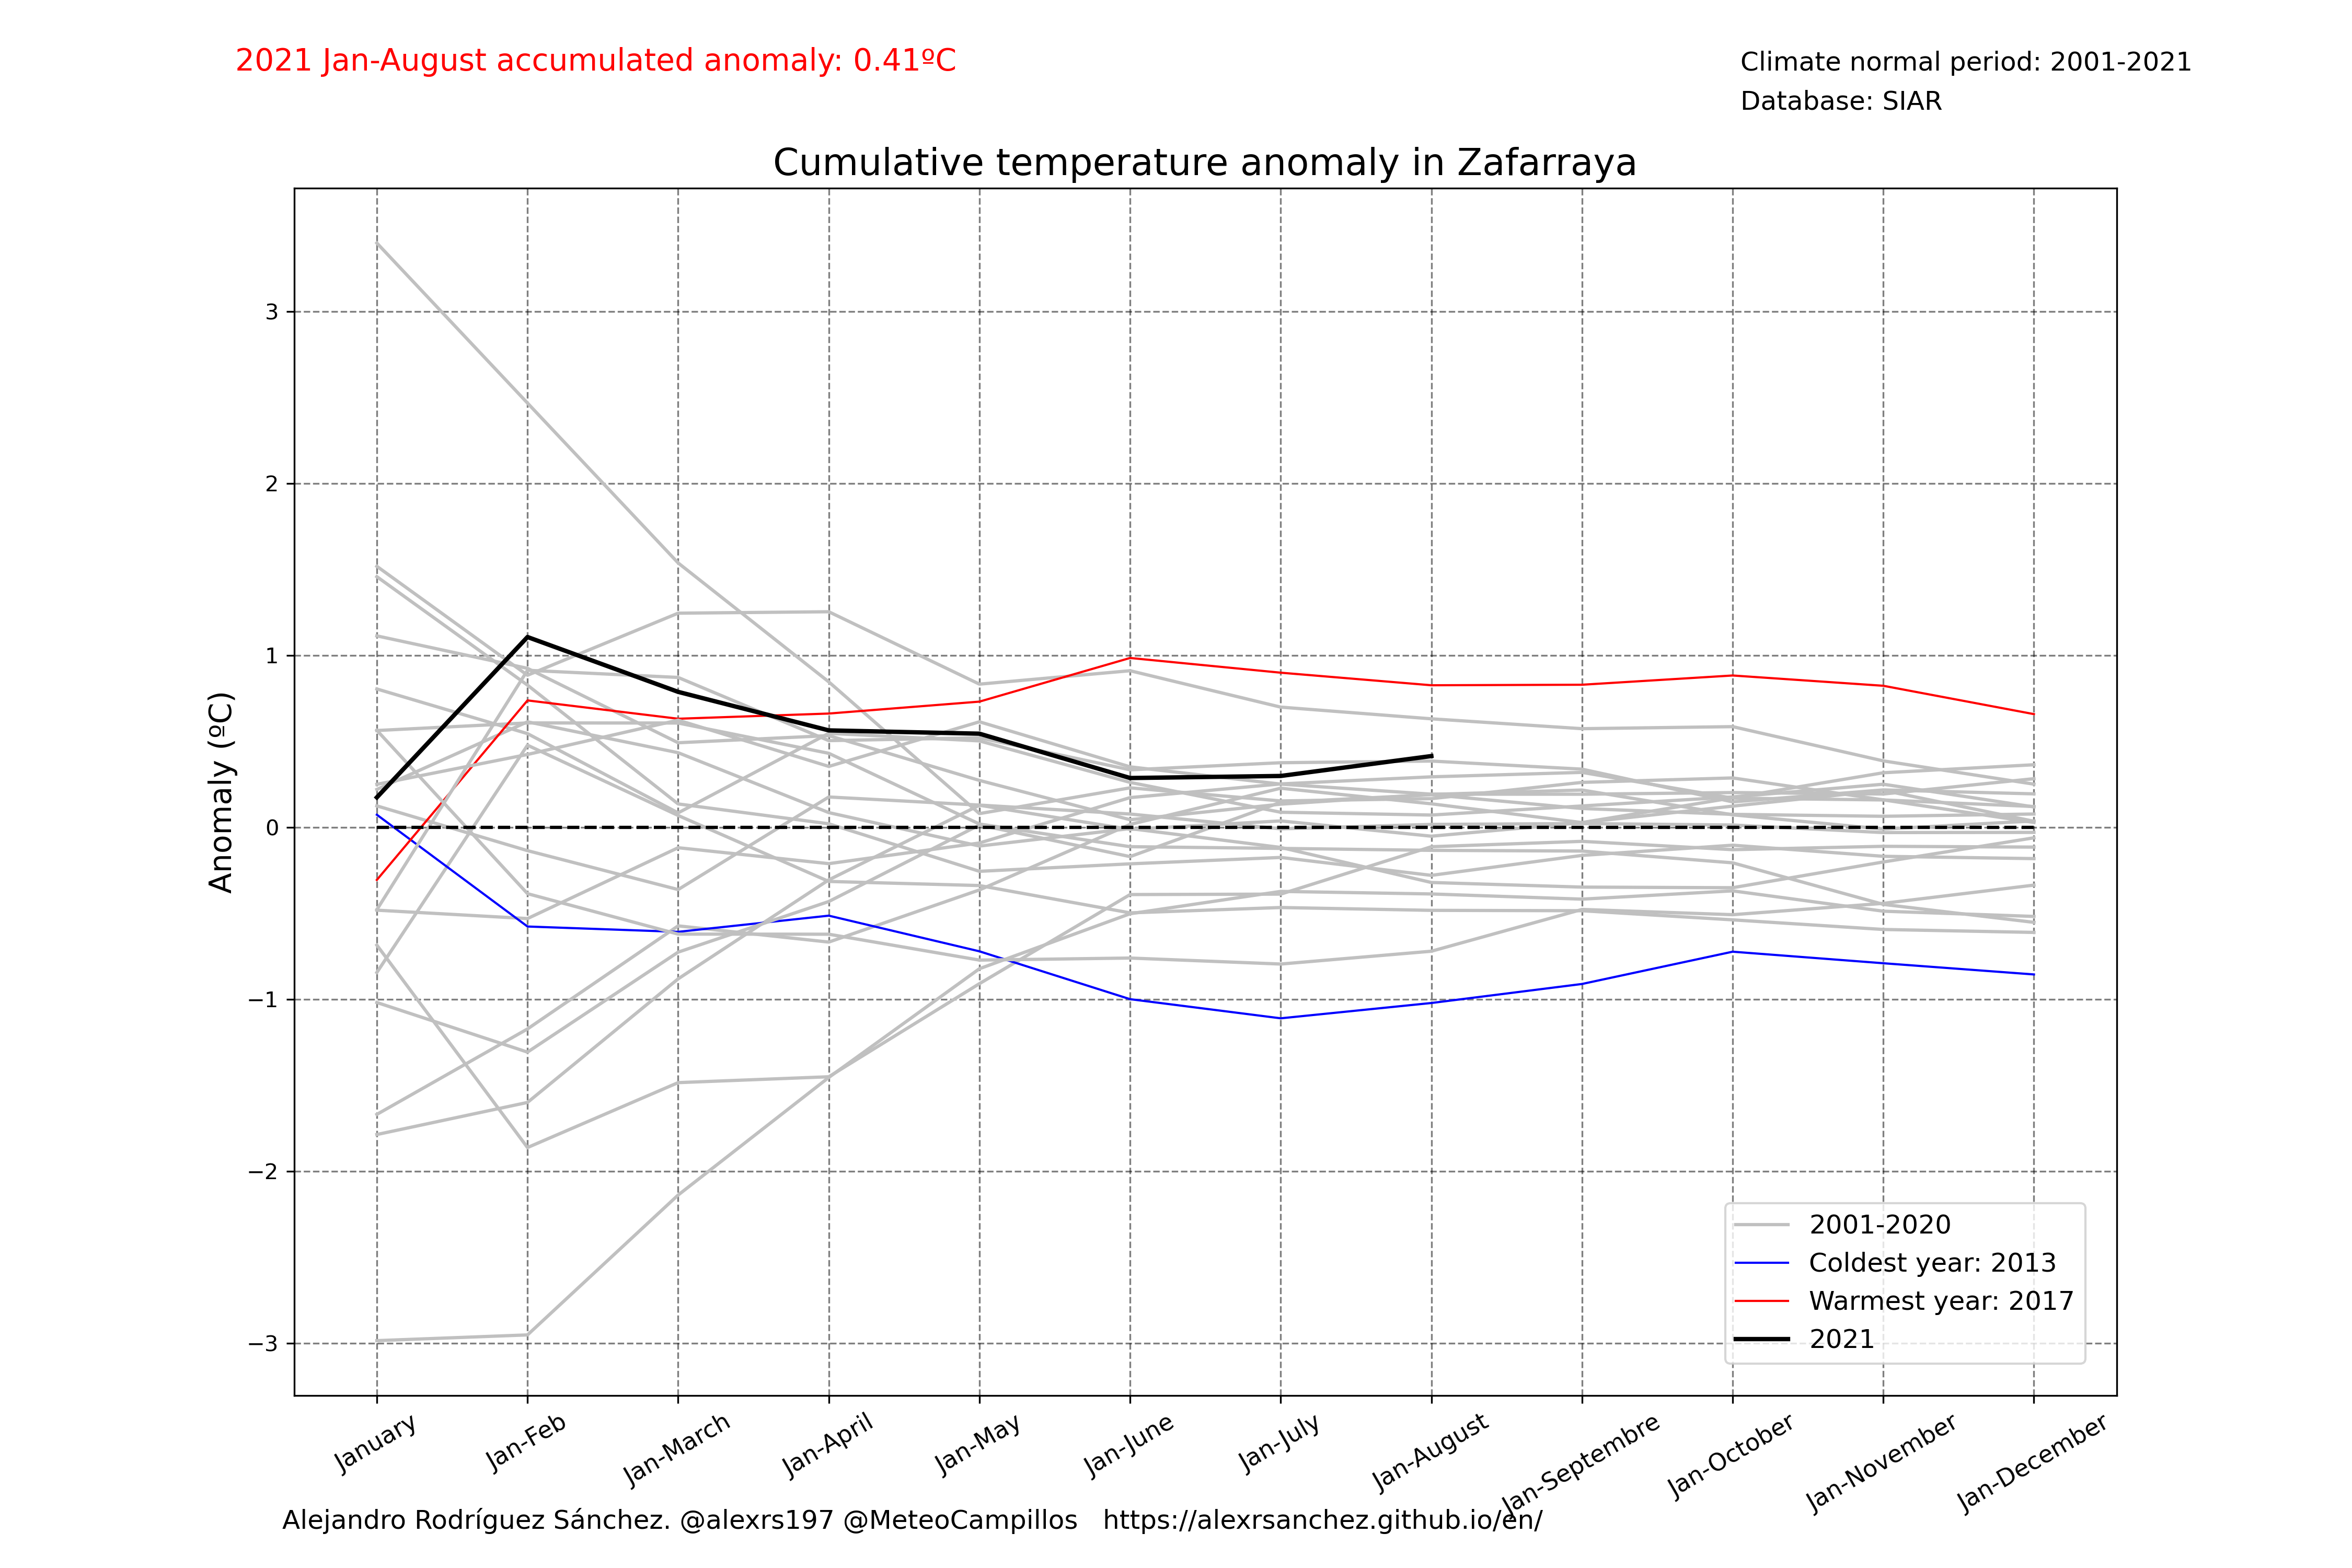 2021 Jan-August accumulated anomaly: 0.41ºC
Climate normal period: 2001-2021
Database: SIAR
Cumulative temperature anomaly in Zafarraya
Anomaly (ºC)
3
2
1
0
−1
−2
−3
2001-2020
Coldest year: 2013
Warmest year: 2017
2021
January
Jan-Feb
Jan-March
Jan-April
Jan-May
Jan-June
Jan-July
Jan-August
Jan-Septembre
Jan-October
Jan-November
Jan-December
Alejandro Rodríguez Sánchez. @alexrs197 @MeteoCampillos https://alexrsanchez.github.io/en/